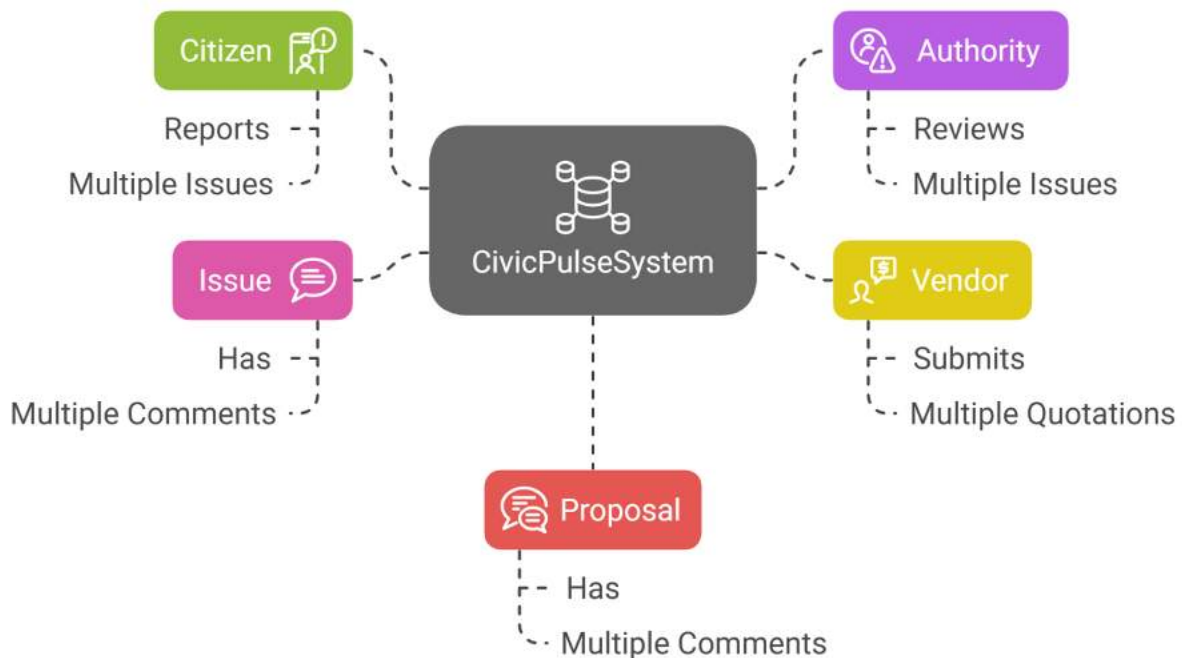 Citizen
Reports
Multiple Issues
Authority
Reviews
Multiple Issues
CivicPulseSystem
Issue
Has
Multiple Comments
Vendor
Submits
Multiple Quotations
Proposal
Has
Multiple Comments